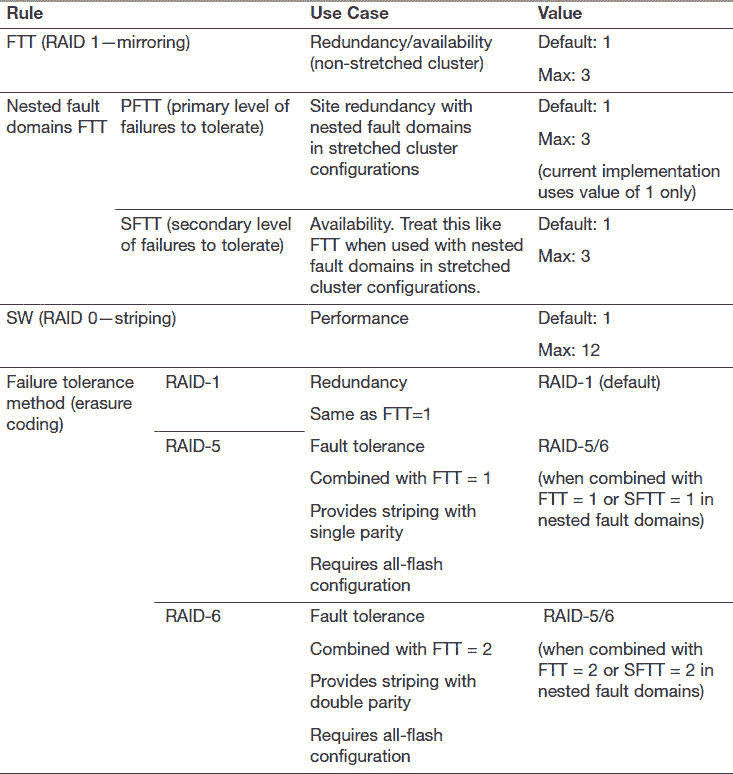 Rule Use Case Value
FTT (RAID 1—mirroring) Redundancy/availability Default: 1
(non-stretched cluster)
Max: 3
Nested fault PFTT (primary level of Site redundancy with Default: 1
domains FTT failures to tolerate) nested fault domains
in stretched cluster Max: 3
configurations
(current implementation
uses value of 1 only)
SFTT (secondary level Availability. Treat this like Default: 1
of failures to tolerate) FTT when used with nested
fault domains in stretched Max: 3
cluster configurations.
SW (RAID 0—striping) Performance Default: 1
Max: 12
Failure tolerance RAID-1 Redundancy RAID-1 (default)
method (erasure
coding) Same as FTT=1
RAID-5 Fault tolerance RAID-5/6
Combined with FTT = 1 (when combined with
FTT = 1 or SFTT = 1 in
Provides striping with nested fault domains)
single parity
Requires all-flash
configuration
RAID-6 Fault tolerance RAID-5/6
Combined with FTT = 2 (when combined with
FTT = 2 or SFTT = 2 in
Provides striping with nested fault domains)
double parity
Requires all-flash
configuration